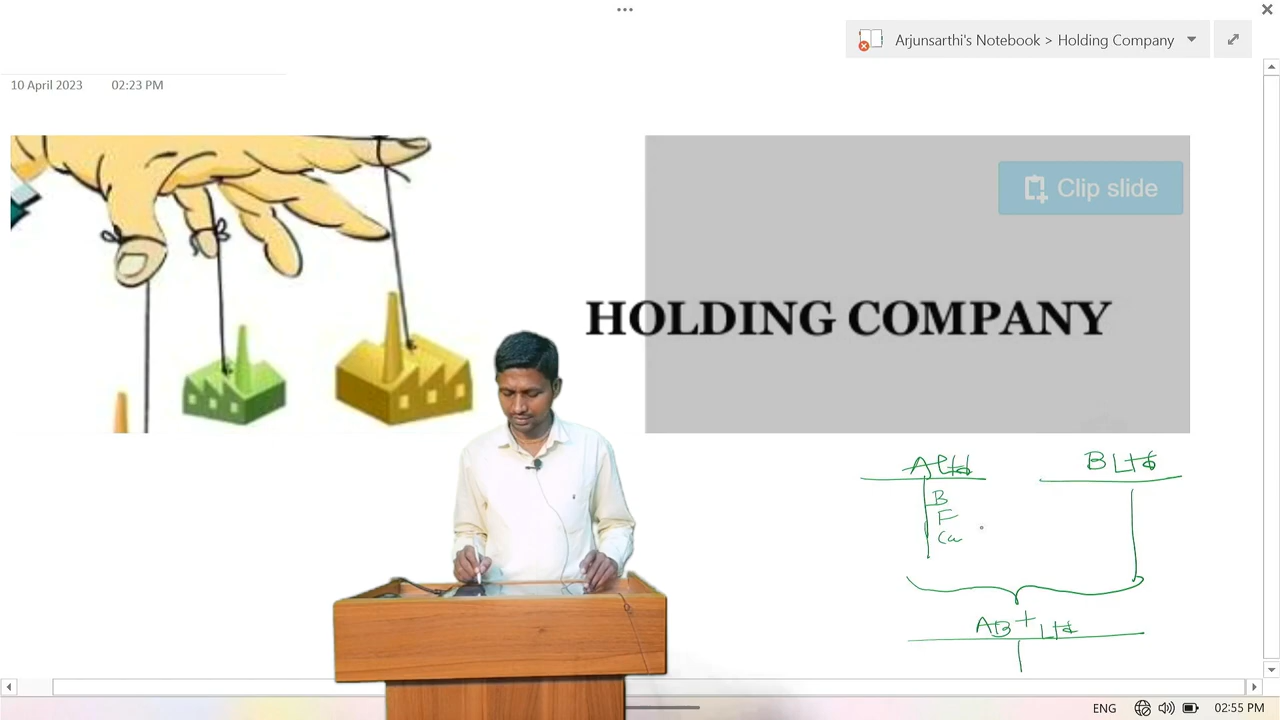 Arjunsarthi's Notebook > Holding Company
10 April 2023 02:23 PM
Clip slide
HOLDING COMPANY
A Ltd B Ltd
B
F
Ca
AB + Ltd
ENG 02:55 PM